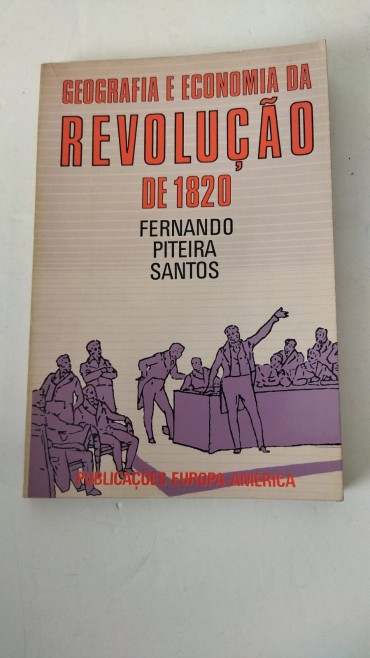 GEOGRAFIA E ECONOMIA DA
REVOLUÇÃO
DE 1820
FERNANDO
PITEIRA
SANTOS
PUBLICAÇÕES EUROPA-AMÉRICA